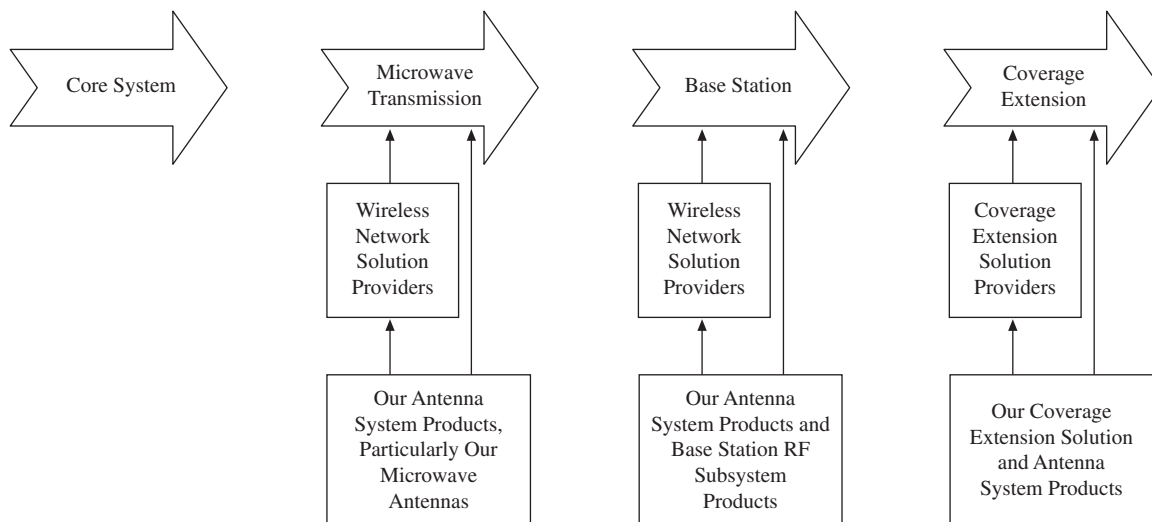 Core System
Microwave
Transmission
Base Station
Coverage
Extension
Wireless
Network
Solution
Providers
Wireless
Network
Solution
Providers
Coverage
Extension
Solution
Providers
Our Antenna
System Products,
Particularly Our
Microwave
Antennas
Our Antenna
System Products and
Base Station RF
Subsystem
Products
Our Coverage
Extension Solution
and Antenna
System Products